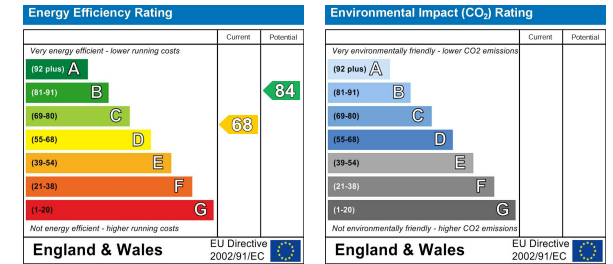 Energy Efficiency Rating
Current Potential
Very energy efficient - lower running costs
(92 plus) A
(81-91) B
84
(69-80) C
68
(55-68) D
(39-54) E
(21-38) F
(1-20) G
Not energy efficient - higher running costs
England & Wales
EU Directive
2002/91/EC
Environmental Impact (CO2) Rating
Current Potential
Very environmentally friendly - lower CO2 emissions
(92 plus) A
(81-91) B
(69-80) C
(55-68) D
(39-54) E
(21-38) F
(1-20) G
Not environmentally friendly - higher CO2 emissions
England & Wales
EU Directive
2002/91/EC